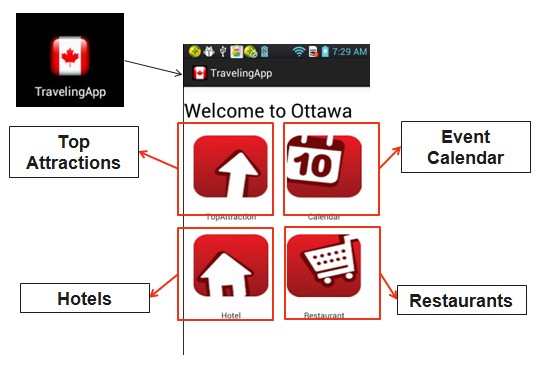 TravelingApp
7:29 AM
TravelingApp
Welcome to Ottawa
Top
Attractions
Event
Calendar
10
TopAttraction
Calendar
Hotels
Restaurants
Hotel
Restaurant